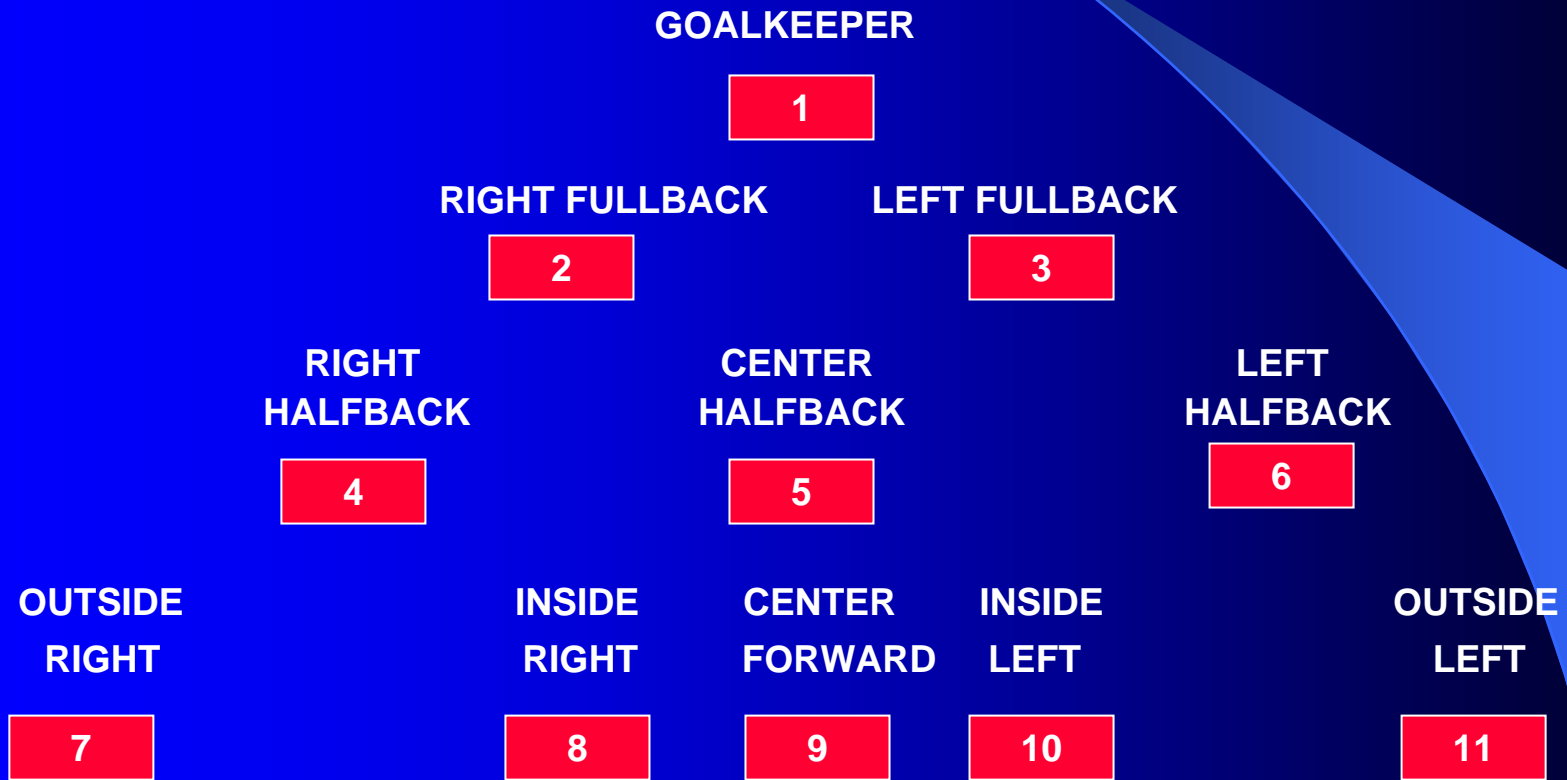 GOALKEEPER
1
RIGHT FULLBACK LEFT FULLBACK
2 3
RIGHT CENTER LEFT
HALFBACK HALFBACK HALFBACK
4 5 6
OUTSIDE INSIDE CENTER INSIDE OUTSIDE
RIGHT RIGHT FORWARD LEFT LEFT
7 8 9 10 11